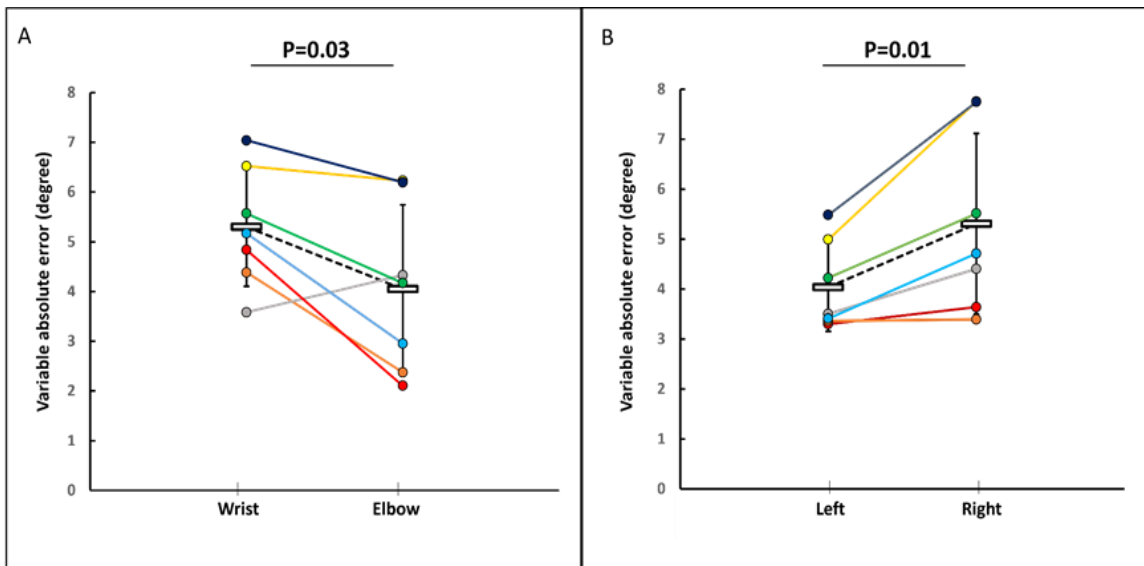 A
P=0.03
Variable absolute error (degree)
8
7
6
5
4
3
2
1
0
Wrist Elbow
B
P=0.01
Variable absolute error (degree)
8
7
6
5
4
3
2
1
0
Left Right